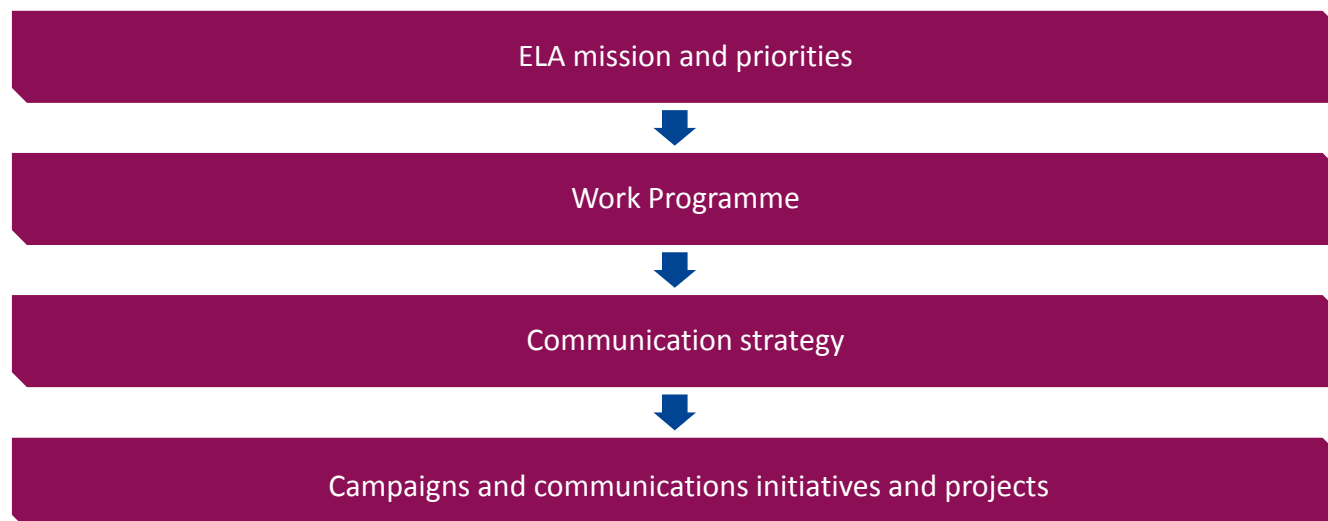 ELA mission and priorities
Work Programme
Communication strategy
Campaigns and communications initiatives and projects